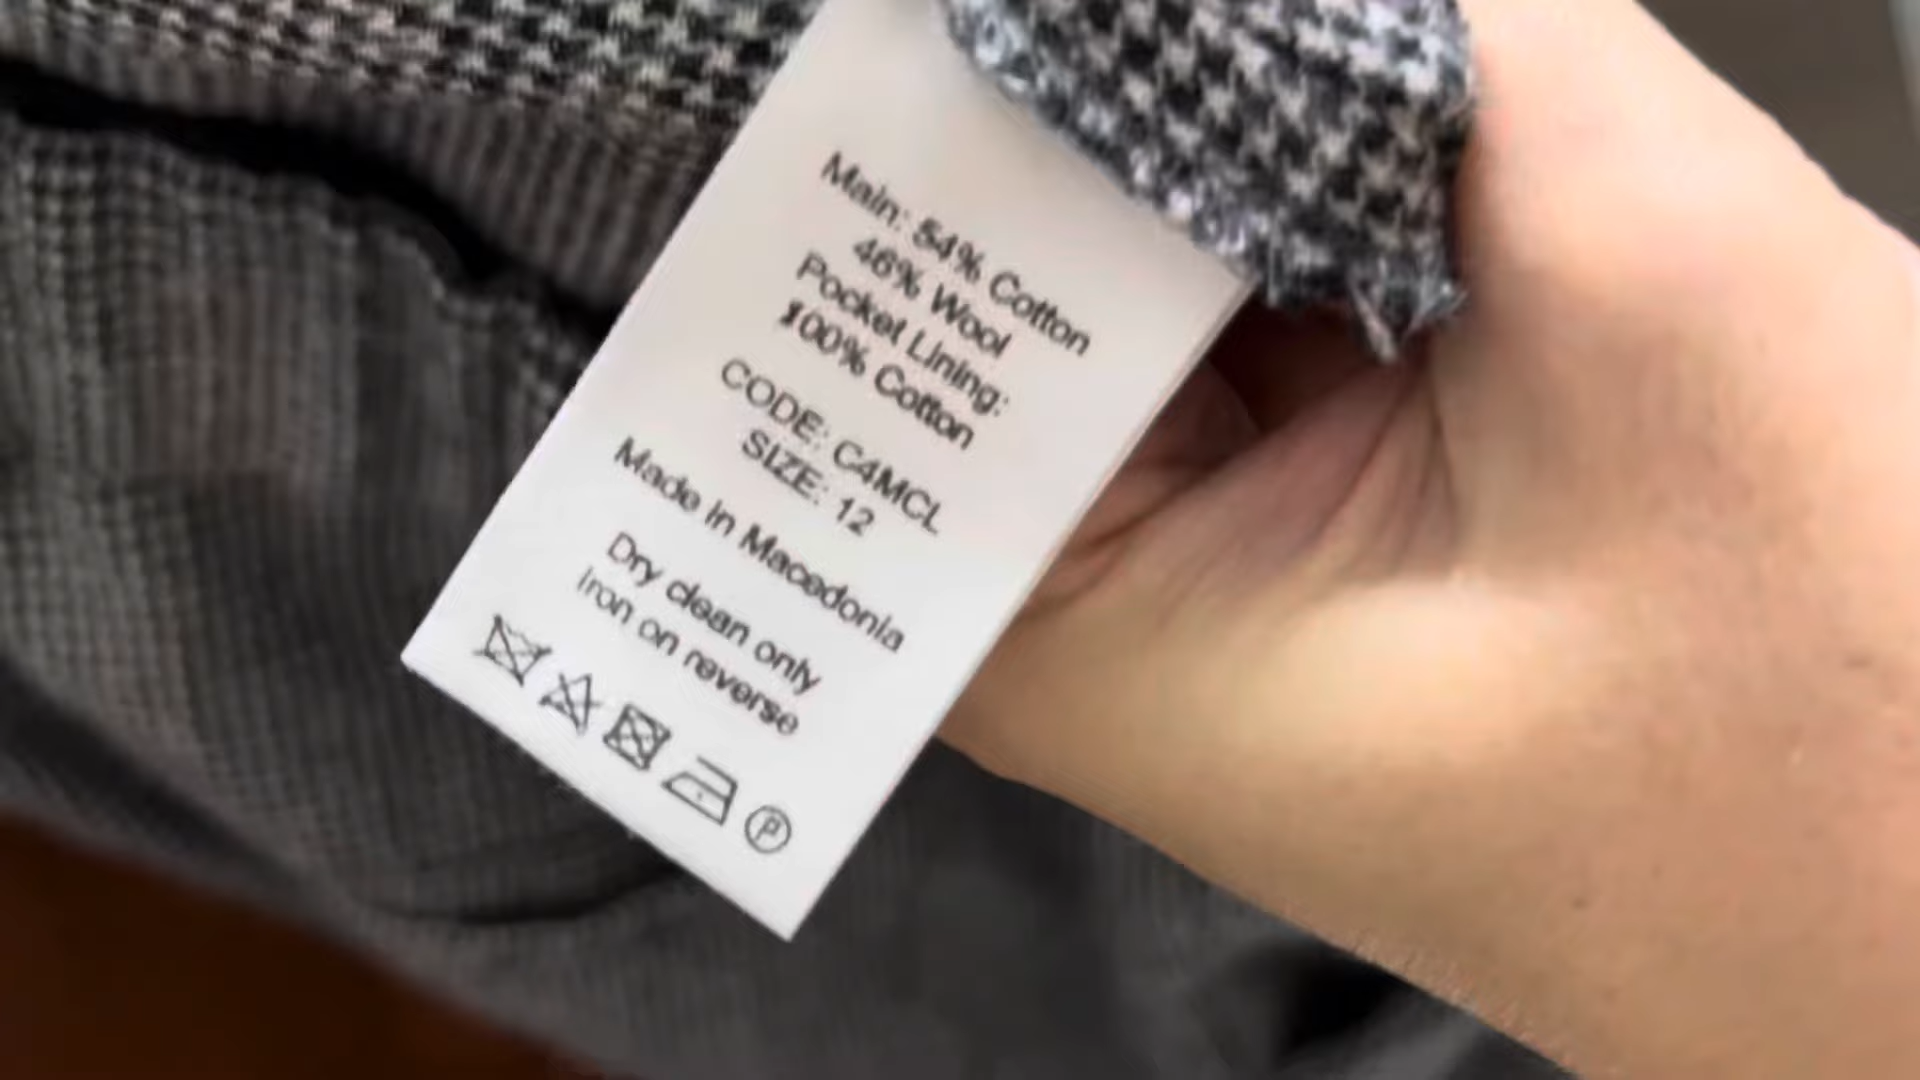 Main: 54% Cotton
46% Wool
Pocket Lining:
100% Cotton
CODE: C4MCL
SIZE: 12
Made in Macedonia
Dry clean only
Iron on reverse
P